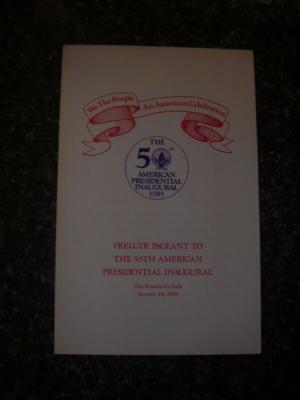 We The People An American Celebration
THE
50TH
AMERICAN
PRESIDENTIAL
INAUGURAL
1985
PRELUDE PAGEANT TO
THE 50TH AMERICAN
PRESIDENTIAL INAUGURAL
The President's Park
January 18, 1985